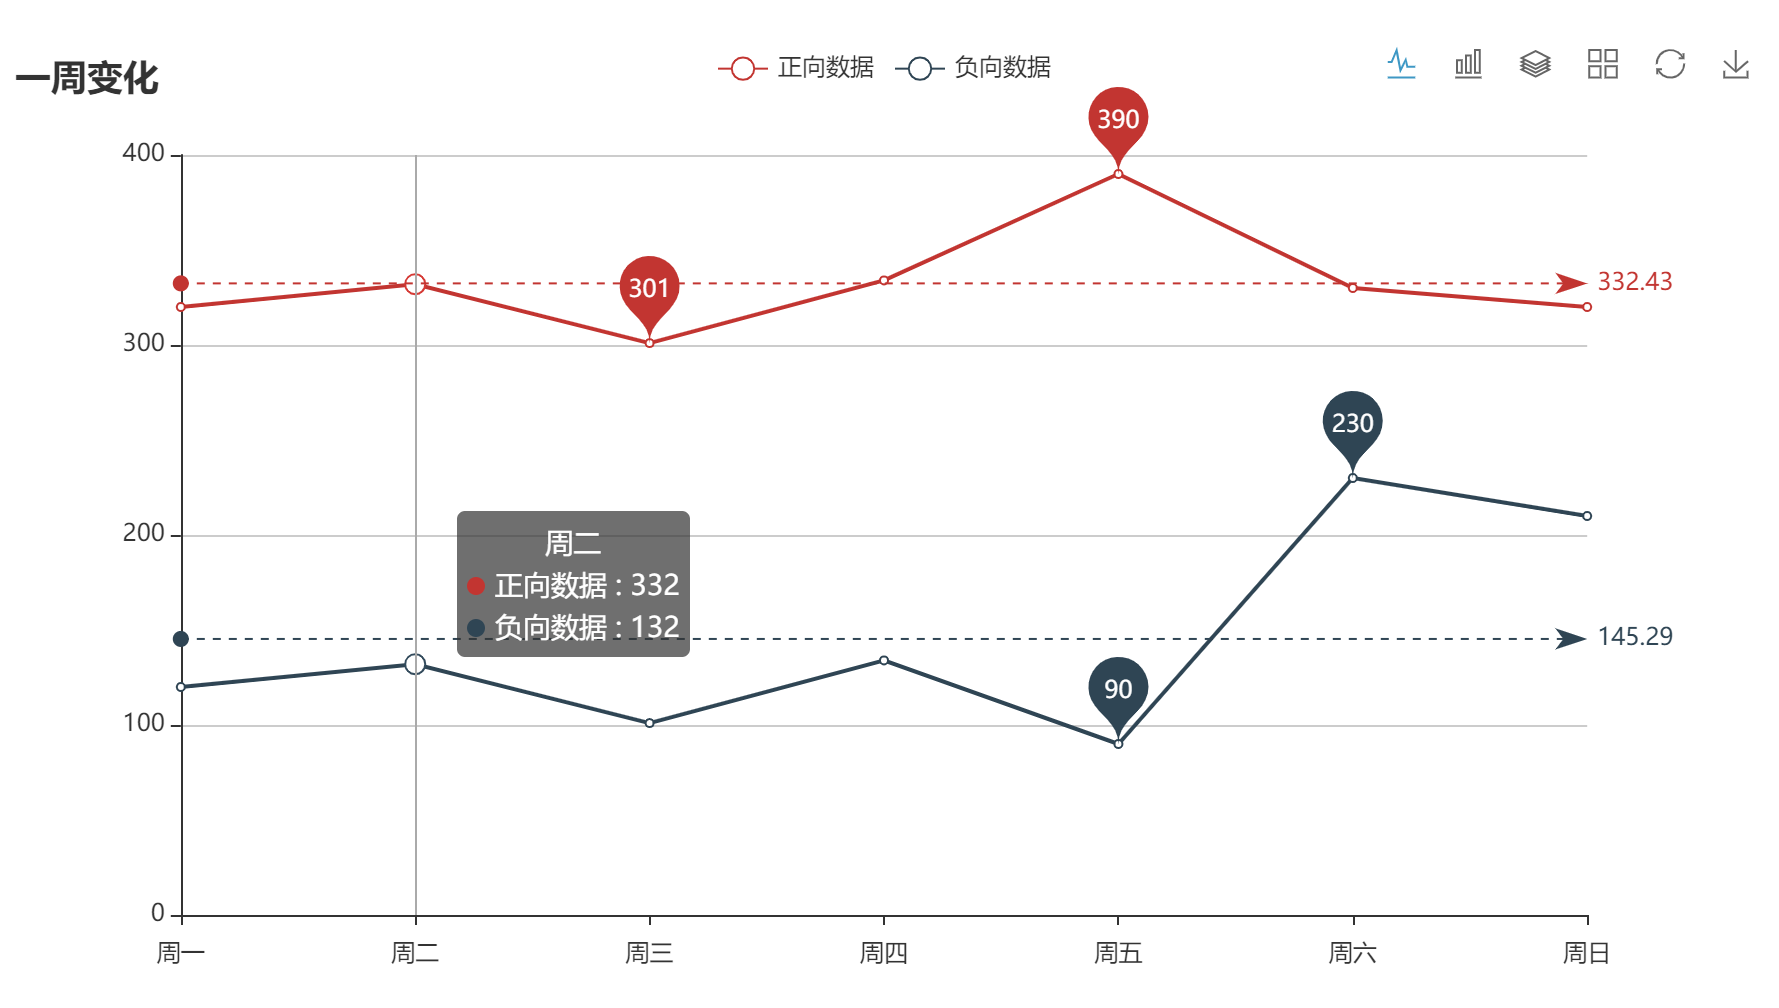 一周变化
正向数据 负向数据
390
400
332.43
301
300
230
200
周二
正向数据 : 332
负向数据 : 132
145.29
90
100
0
周一 周二 周三 周四 周五 周六 周日